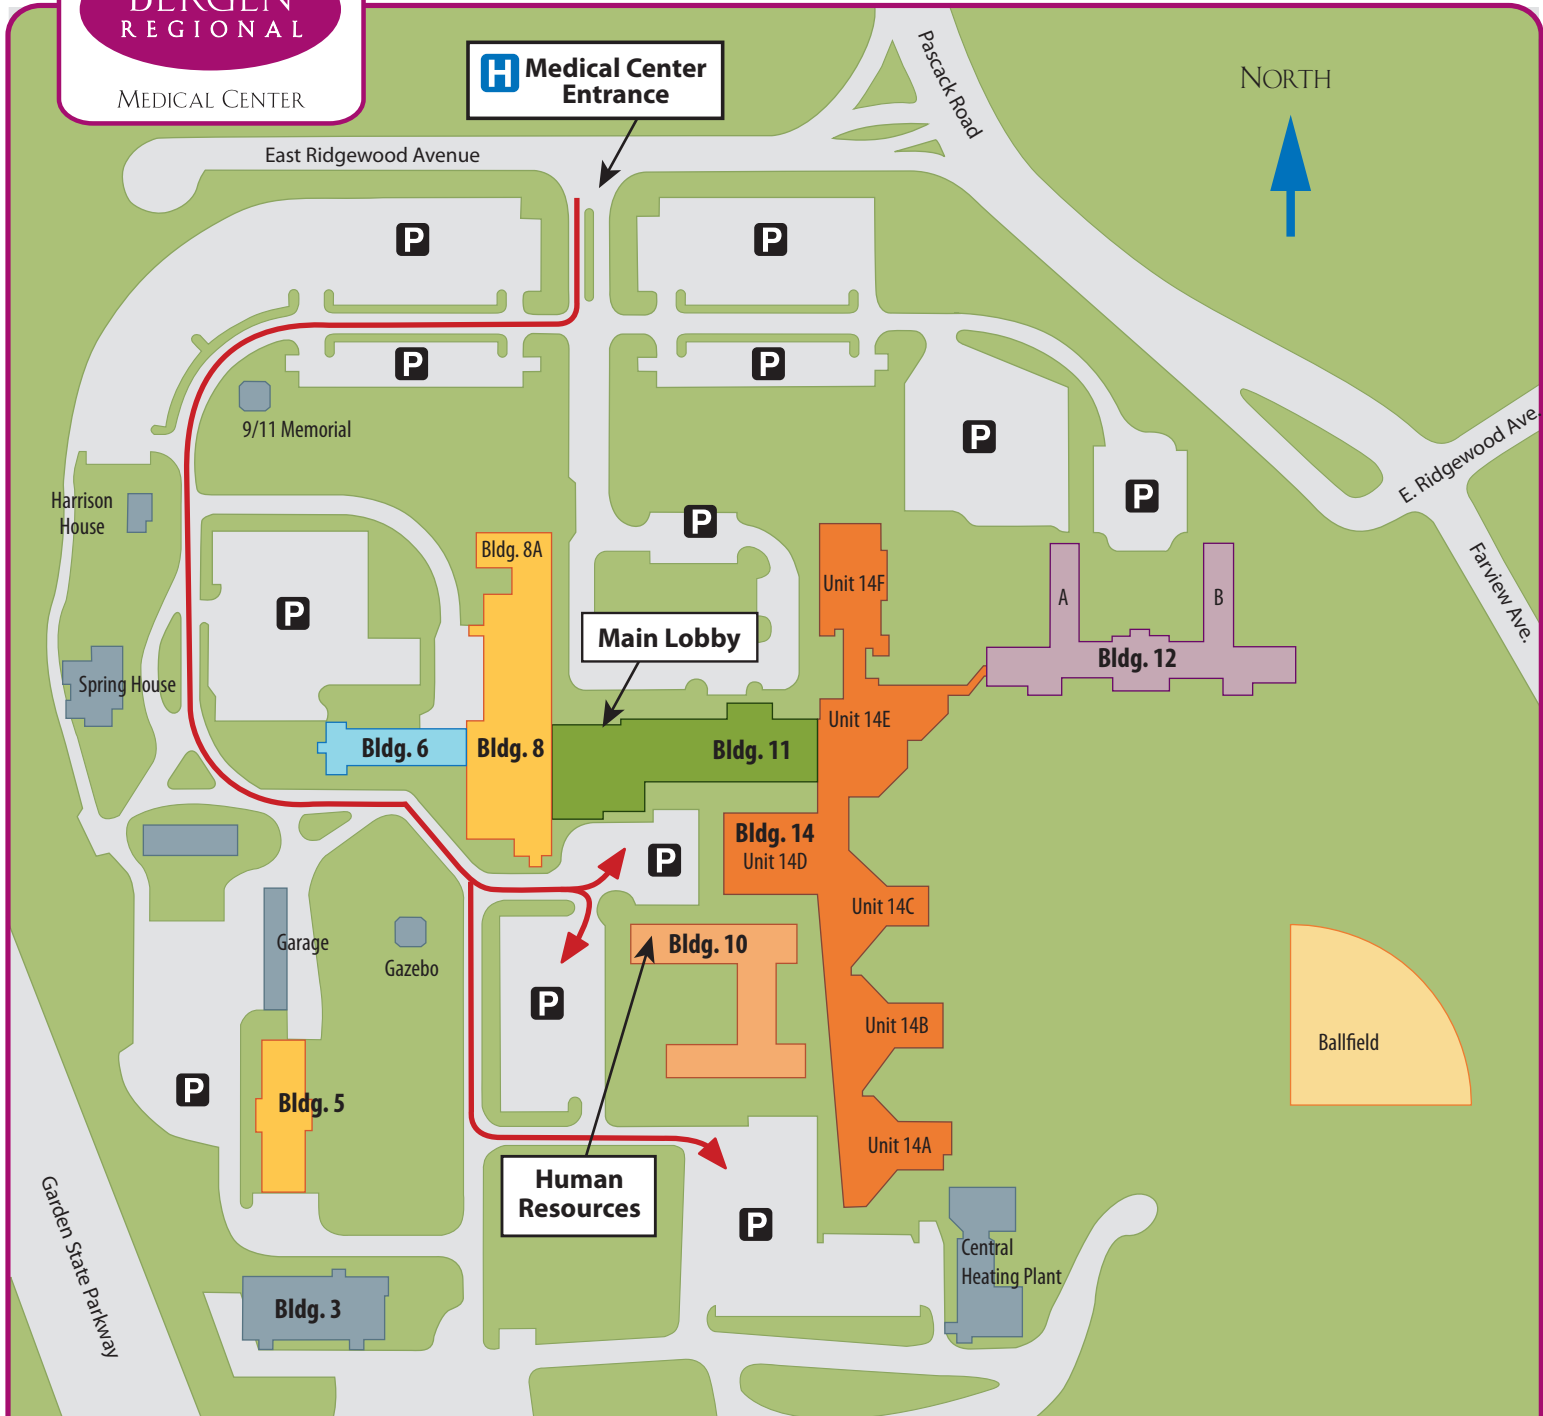 BERGEN
REGIONAL
MEDICAL CENTER
H Medical Center
Entrance
NORTH
Pascack Road
East Ridgewood Avenue
P
P
P
P
9/11 Memorial
P
E. Ridgewood Ave.
P
Harrison
House
P
Farview Ave.
Bldg. 8A
Unit 14F
A
B
P
Main Lobby
Bldg. 12
Spring House
Unit 14E
Bldg. 6
Bldg. 8
Bldg. 11
Bldg. 14
Unit 14D
P
Unit 14C
Garage
Gazebo
Bldg. 10
P
Unit 14B
Ballfield
P
Bldg. 5
Unit 14A
Human
Resources
P
Garden State Parkway
Central
Heating Plant
Bldg. 3